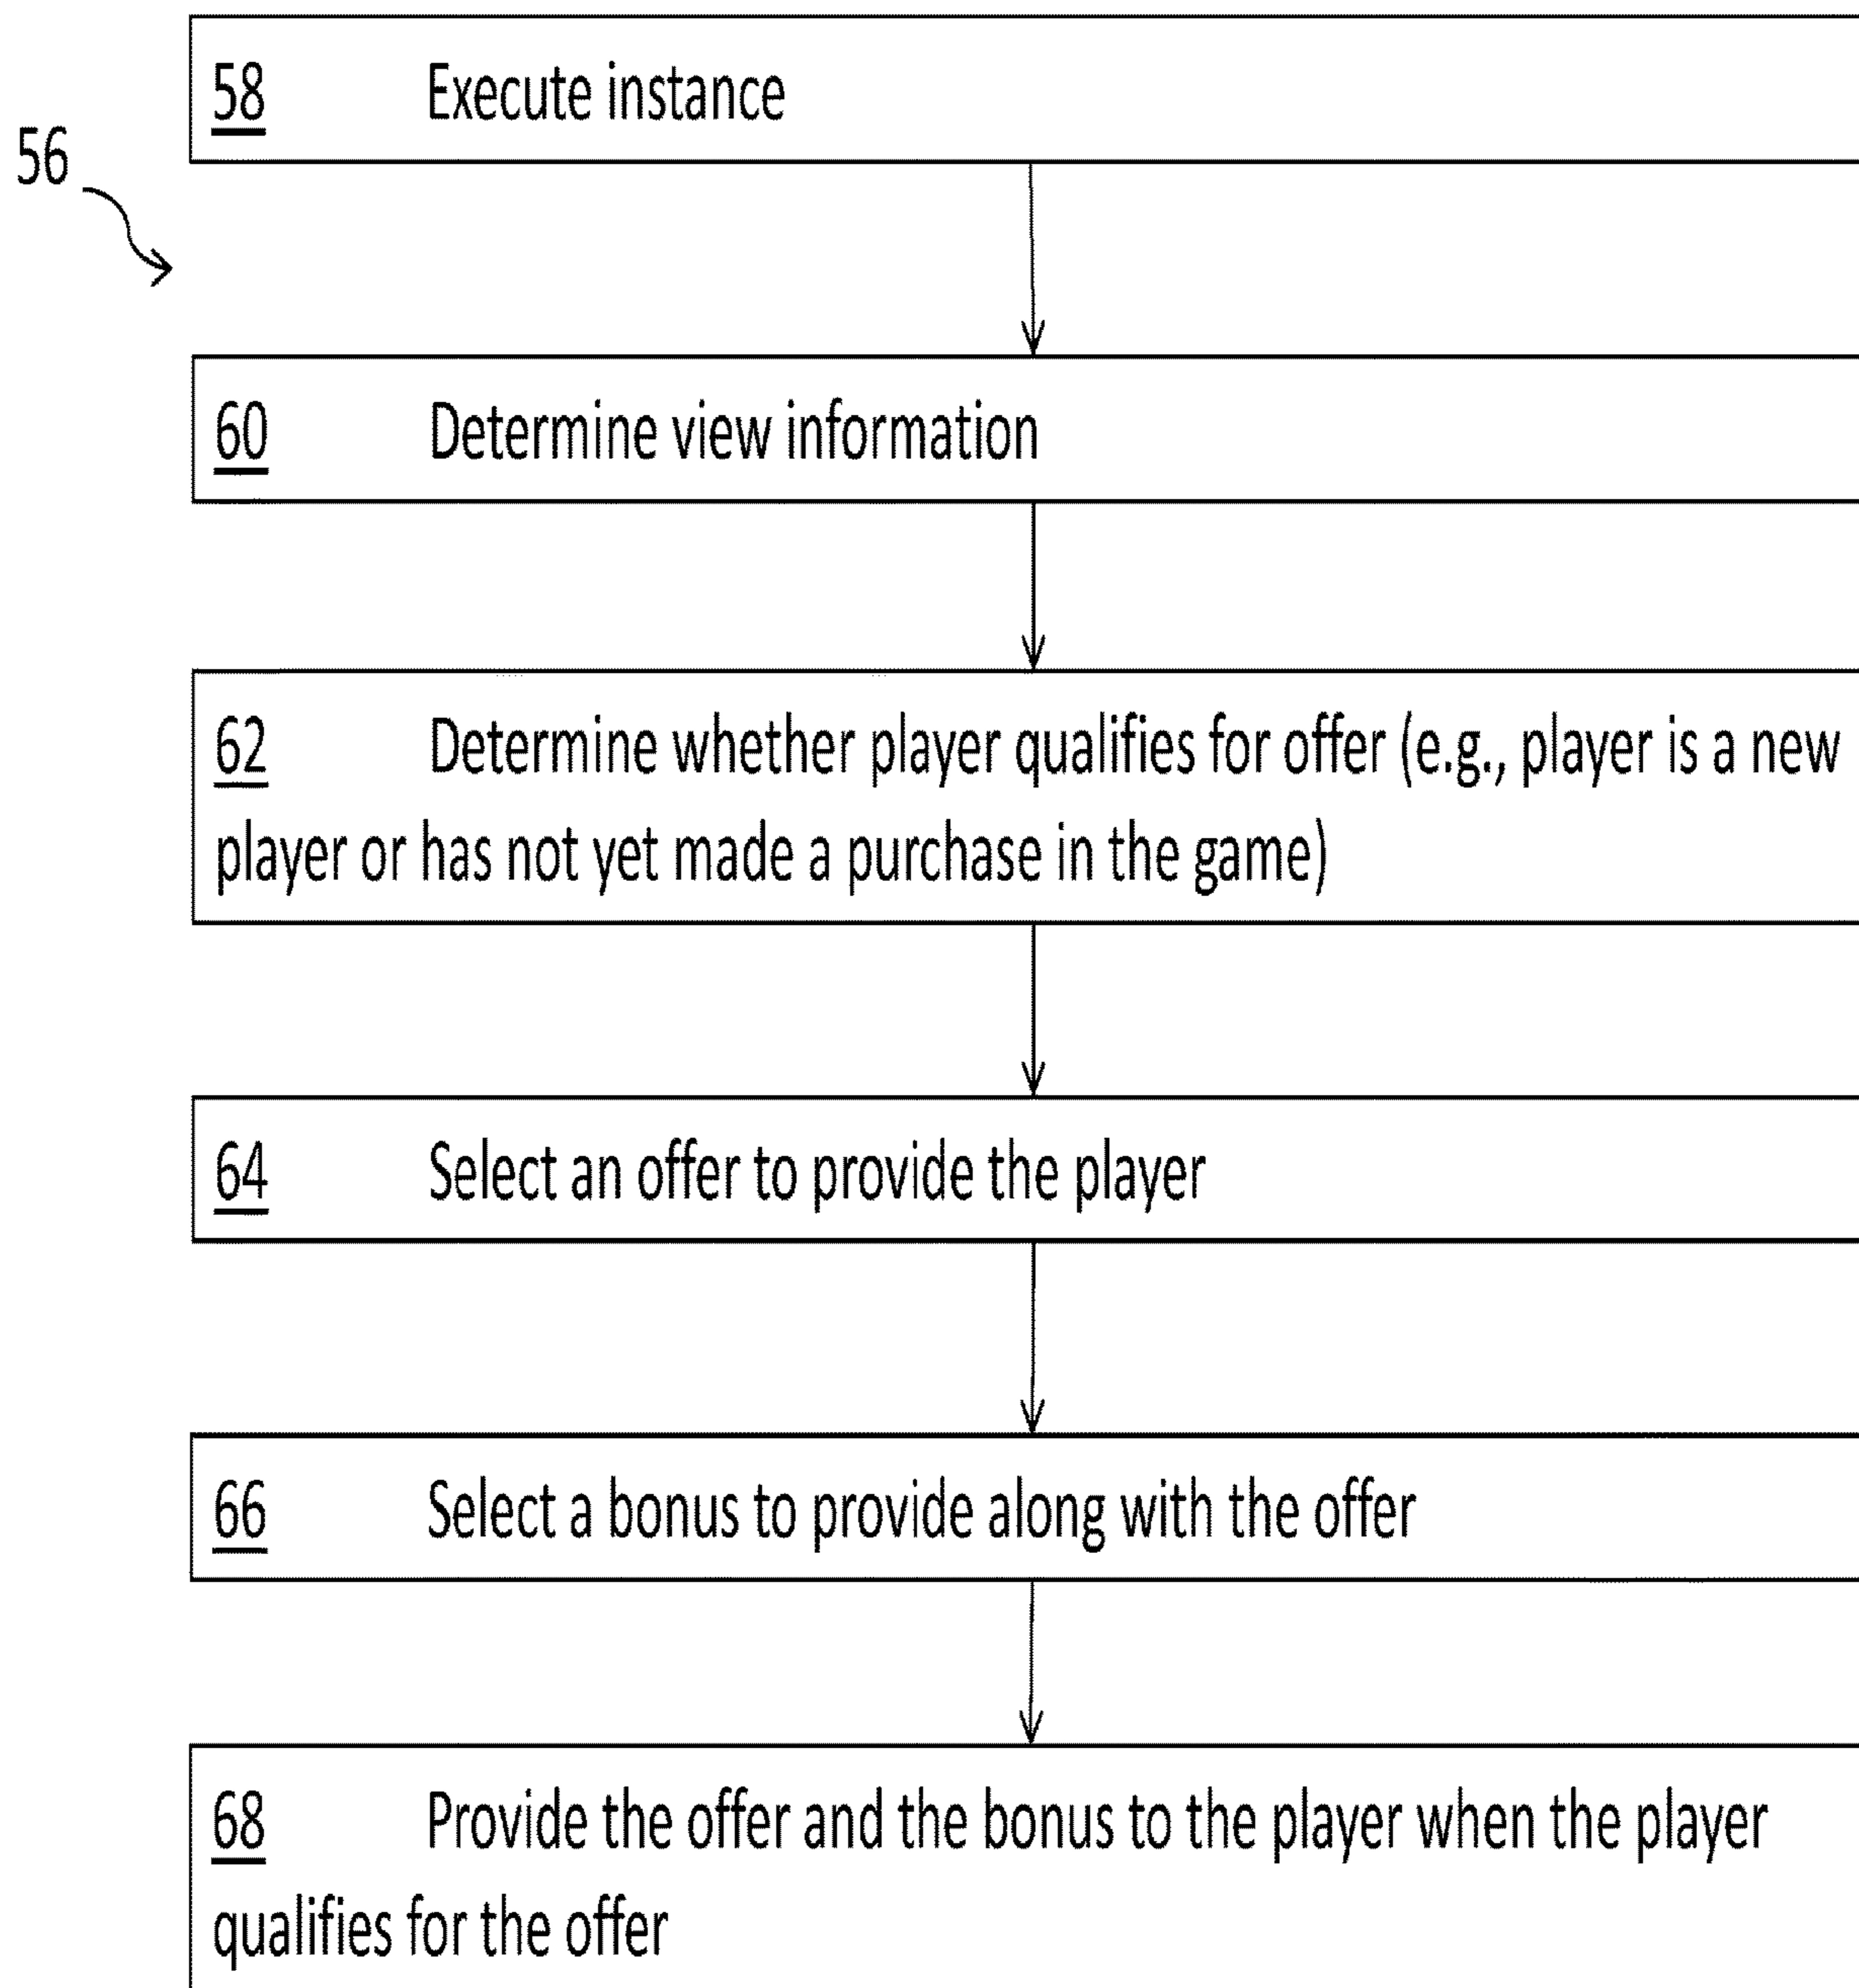 58 Execute instance
56
60 Determine view information
62 Determine whether player qualifies for offer (e.g., player is a new
player or has not yet made a purchase in the game)
64 Select an offer to provide the player
66 Select a bonus to provide along with the offer
68 Provide the offer and the bonus to the player when the player
qualifies for the offer